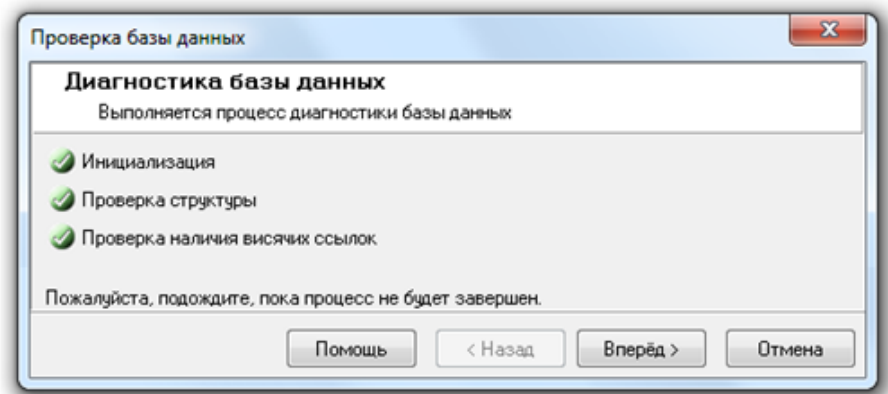 Проверка базы данных
Диагностика базы данных
Выполняется процесс диагностики базы данных
Инициализация
Проверка структуры
Проверка наличия висячих ссылок
Пожалуйста, подождите, пока процесс не будет завершен.
Помощь < Назад Вперёд > Отмена